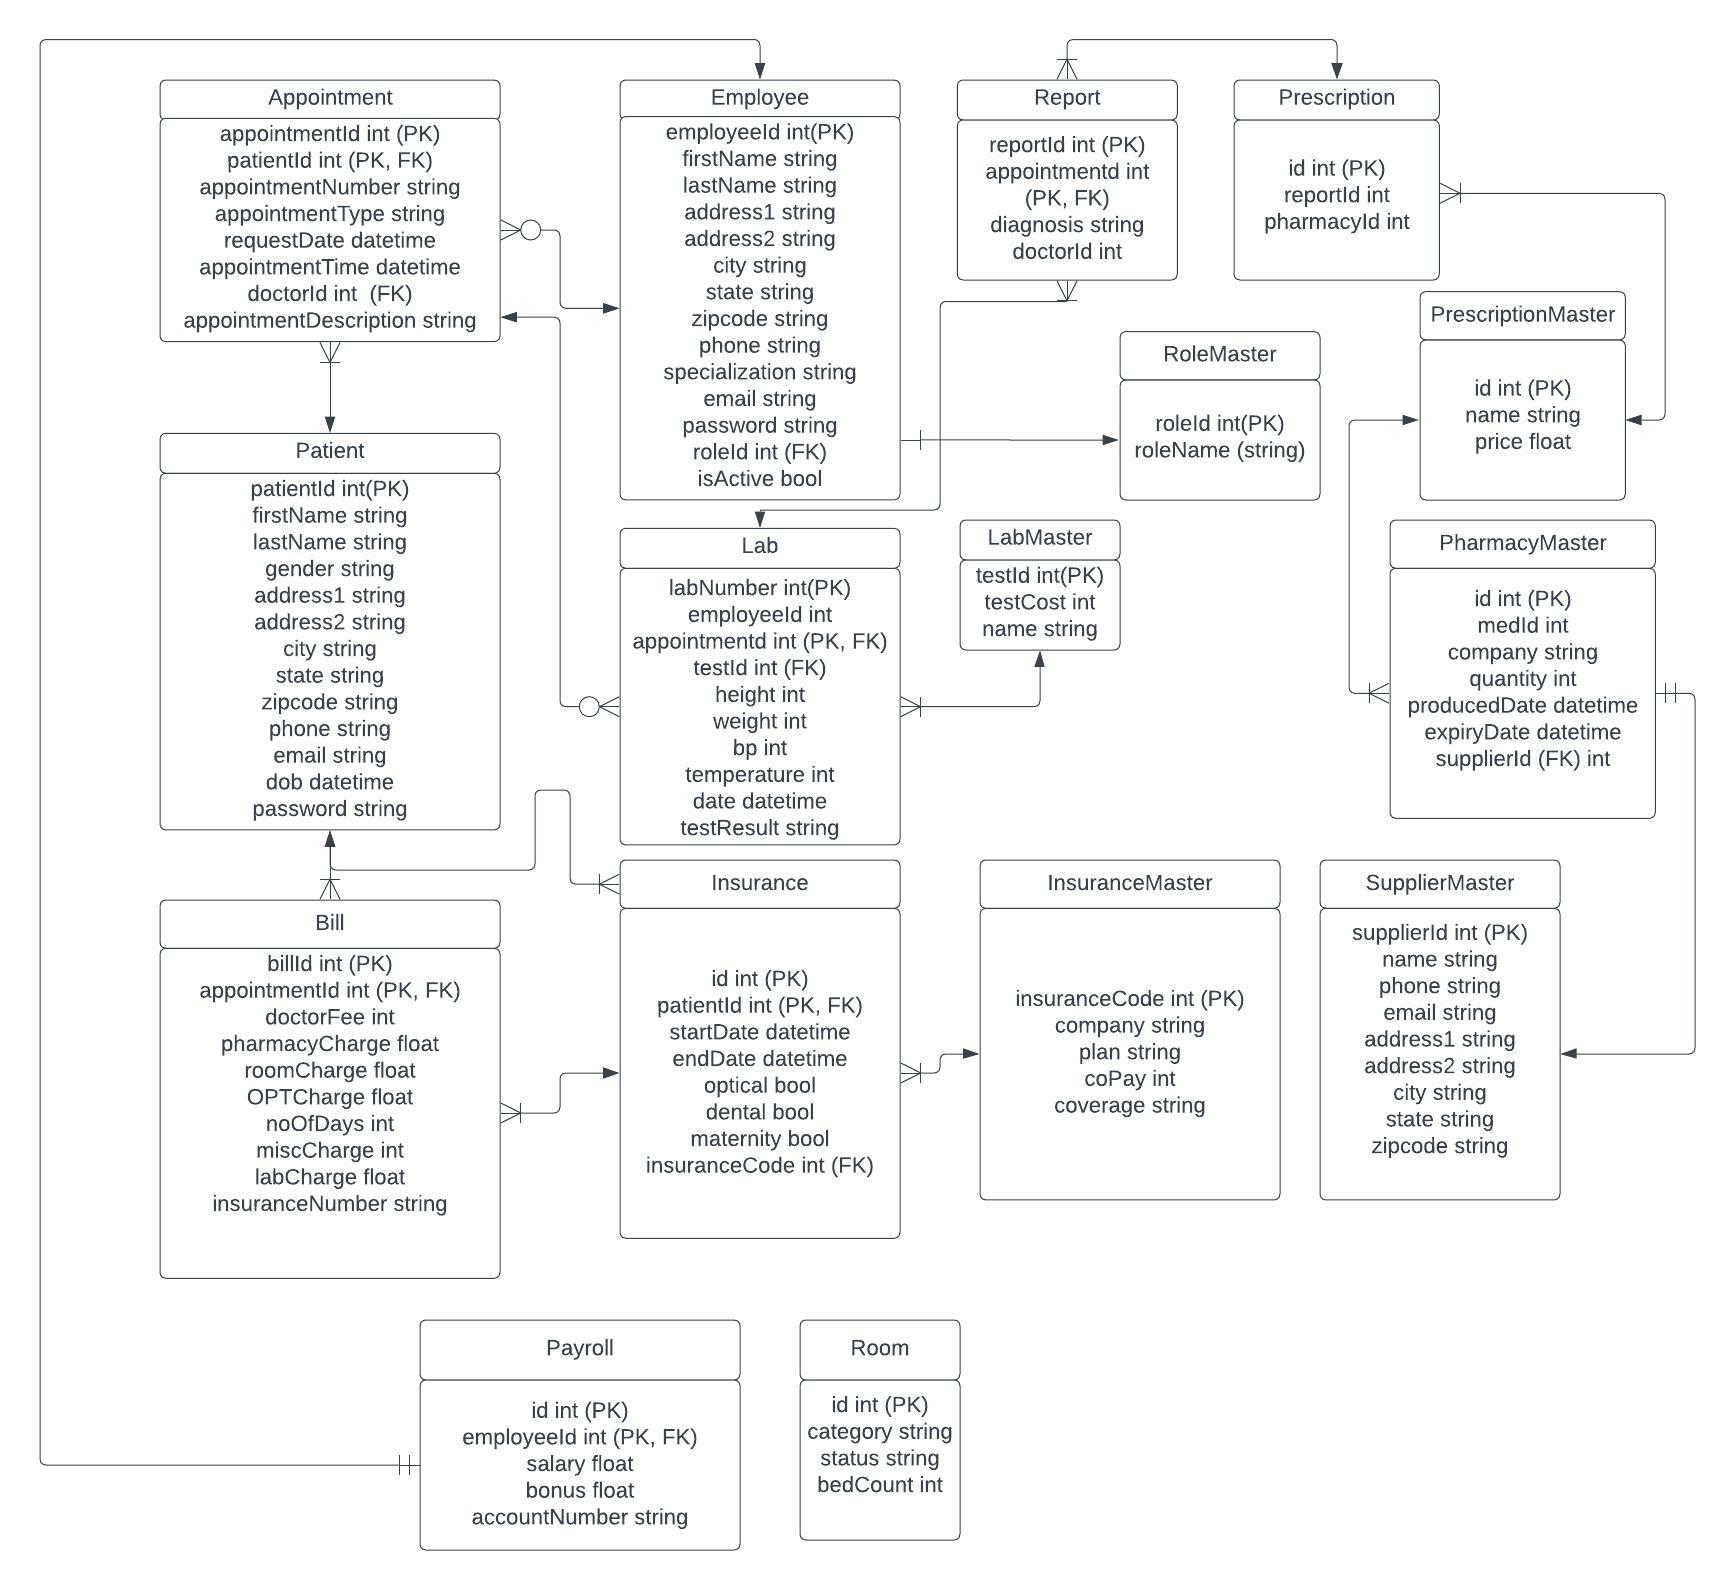 Appointment
appointmentId int (PK)
patientId int (PK, FK)
appointmentNumber string
appointmentType string
requestDate datetime
appointmentTime datetime
doctorId int (FK)
appointmentDescription string
Employee
employeeId int(PK)
firstName string
lastName string
address1 string
address2 string
city string
state string
zipcode string
phone string
specialization string
email string
password string
roleId int (FK)
isActive bool
Report
reportId int (PK)
appointmentd int
(PK, FK)
diagnosis string
doctorId int
Prescription
id int (PK)
reportId int
pharmacyId int
PrescriptionMaster
id int (PK)
name string
price float
RoleMaster
roleId int(PK)
roleName (string)
Patient
patientId int(PK)
firstName string
lastName string
gender string
address1 string
address2 string
city string
state string
zipcode string
phone string
email string
dob datetime
password string
Lab
labNumber int(PK)
employeeId int
appointmentd int (PK, FK)
testId int (FK)
height int
weight int
bp int
temperature int
date datetime
testResult string
LabMaster
testId int(PK)
testCost int
name string
PharmacyMaster
id int (PK)
medId int
company string
quantity int
producedDate datetime
expiryDate datetime
supplierId (FK) int
Bill
billId int (PK)
appointmentId int (PK, FK)
doctorFee int
pharmacyCharge float
roomCharge float
OPTCharge float
noOfDays int
miscCharge int
labCharge float
insuranceNumber string
Insurance
id int (PK)
patientId int (PK, FK)
startDate datetime
endDate datetime
optical bool
dental bool
maternity bool
insuranceCode int (FK)
InsuranceMaster
insuranceCode int (PK)
company string
plan string
coPay int
coverage string
SupplierMaster
supplierId int (PK)
name string
phone string
email string
address1 string
address2 string
city string
state string
zipcode string
Payroll
id int (PK)
employeeId int (PK, FK)
salary float
bonus float
accountNumber string
Room
id int (PK)
category string
status string
bedCount int